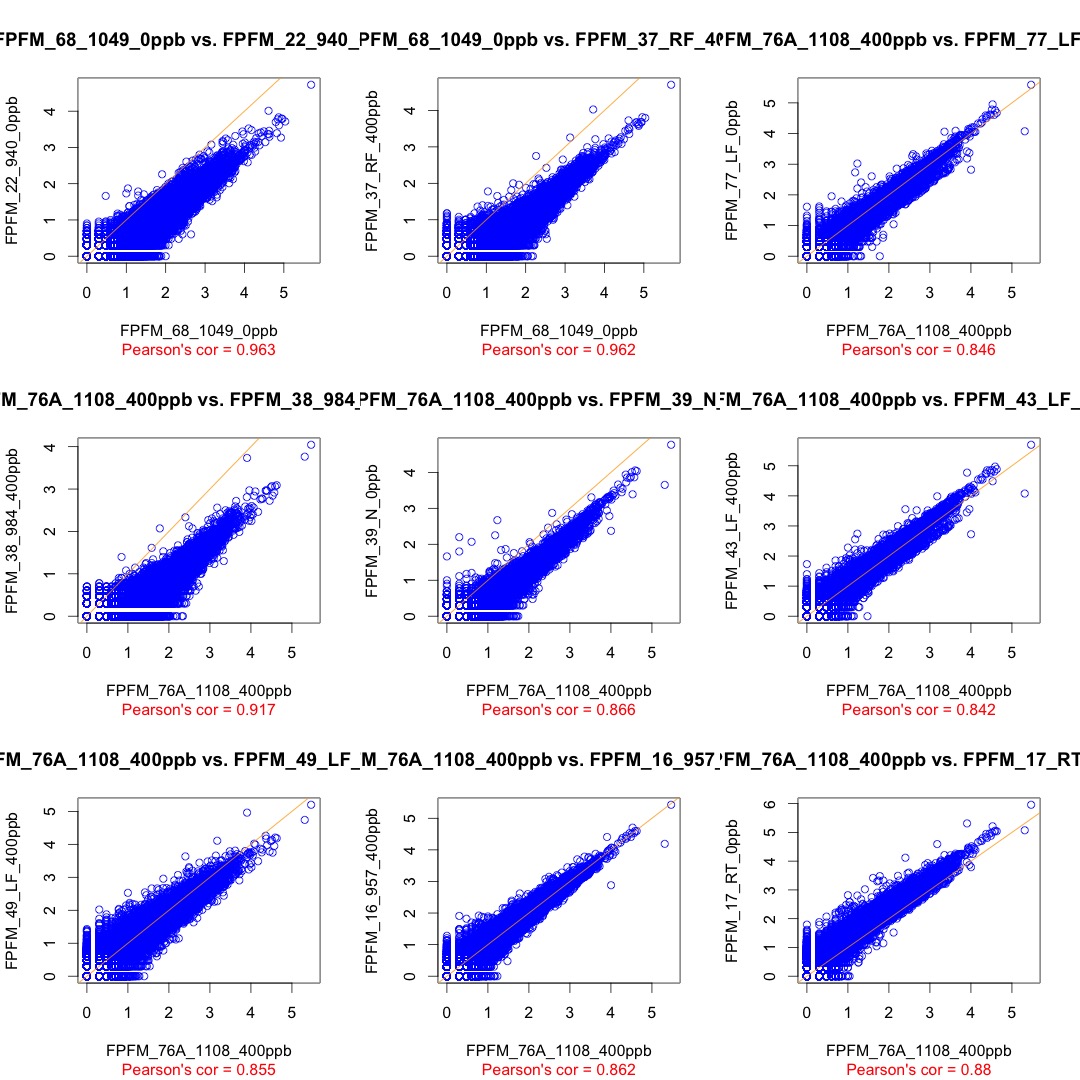 FPFM_68_1049_0ppb vs. FPFM_22_940_
PFM_68_1049_0ppb vs. FPFM_37_RF_40
FM_76A_1108_400ppb vs. FPFM_77_LF
FPFM_22_940_0ppb
0 1 2 3 4
0 1 2 3 4 5
FPFM_68_1049_0ppb
Pearson's cor = 0.963
FPFM_37_RF_400ppb
0 1 2 3 4
0 1 2 3 4 5
FPFM_68_1049_0ppb
Pearson's cor = 0.962
FPFM_77_LF_0ppb
0 1 2 3 4 5
0 1 2 3 4 5
FPFM_76A_1108_400ppb
Pearson's cor = 0.846
FM_76A_1108_400ppb vs. FPFM_38_984_
PFM_76A_1108_400ppb vs. FPFM_39_N_
FM_76A_1108_400ppb vs. FPFM_43_LF_
FPFM_38_984_400ppb
0 1 2 3 4
0 1 2 3 4 5
FPFM_76A_1108_400ppb
Pearson's cor = 0.917
FPFM_39_N_0ppb
0 1 2 3 4
0 1 2 3 4 5
FPFM_76A_1108_400ppb
Pearson's cor = 0.866
FPFM_43_LF_400ppb
0 1 2 3 4 5
0 1 2 3 4 5
FPFM_76A_1108_400ppb
Pearson's cor = 0.842
FM_76A_1108_400ppb vs. FPFM_49_LF_
M_76A_1108_400ppb vs. FPFM_16_957_
FM_76A_1108_400ppb vs. FPFM_17_RT
FPFM_49_LF_400ppb
0 1 2 3 4 5
0 1 2 3 4 5
FPFM_76A_1108_400ppb
Pearson's cor = 0.855
FPFM_16_957_400ppb
0 1 2 3 4 5
0 1 2 3 4 5
FPFM_76A_1108_400ppb
Pearson's cor = 0.862
FPFM_17_RT_0ppb
0 1 2 3 4 5 6
0 1 2 3 4 5
FPFM_76A_1108_400ppb
Pearson's cor = 0.88